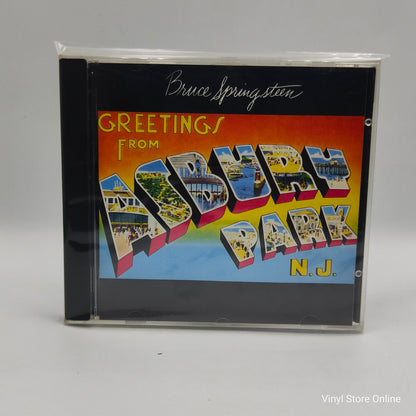 Bruce Springsteen
GREETINGS
FROM
ASBURY
PARK
N.J.
Vinyl Store Online